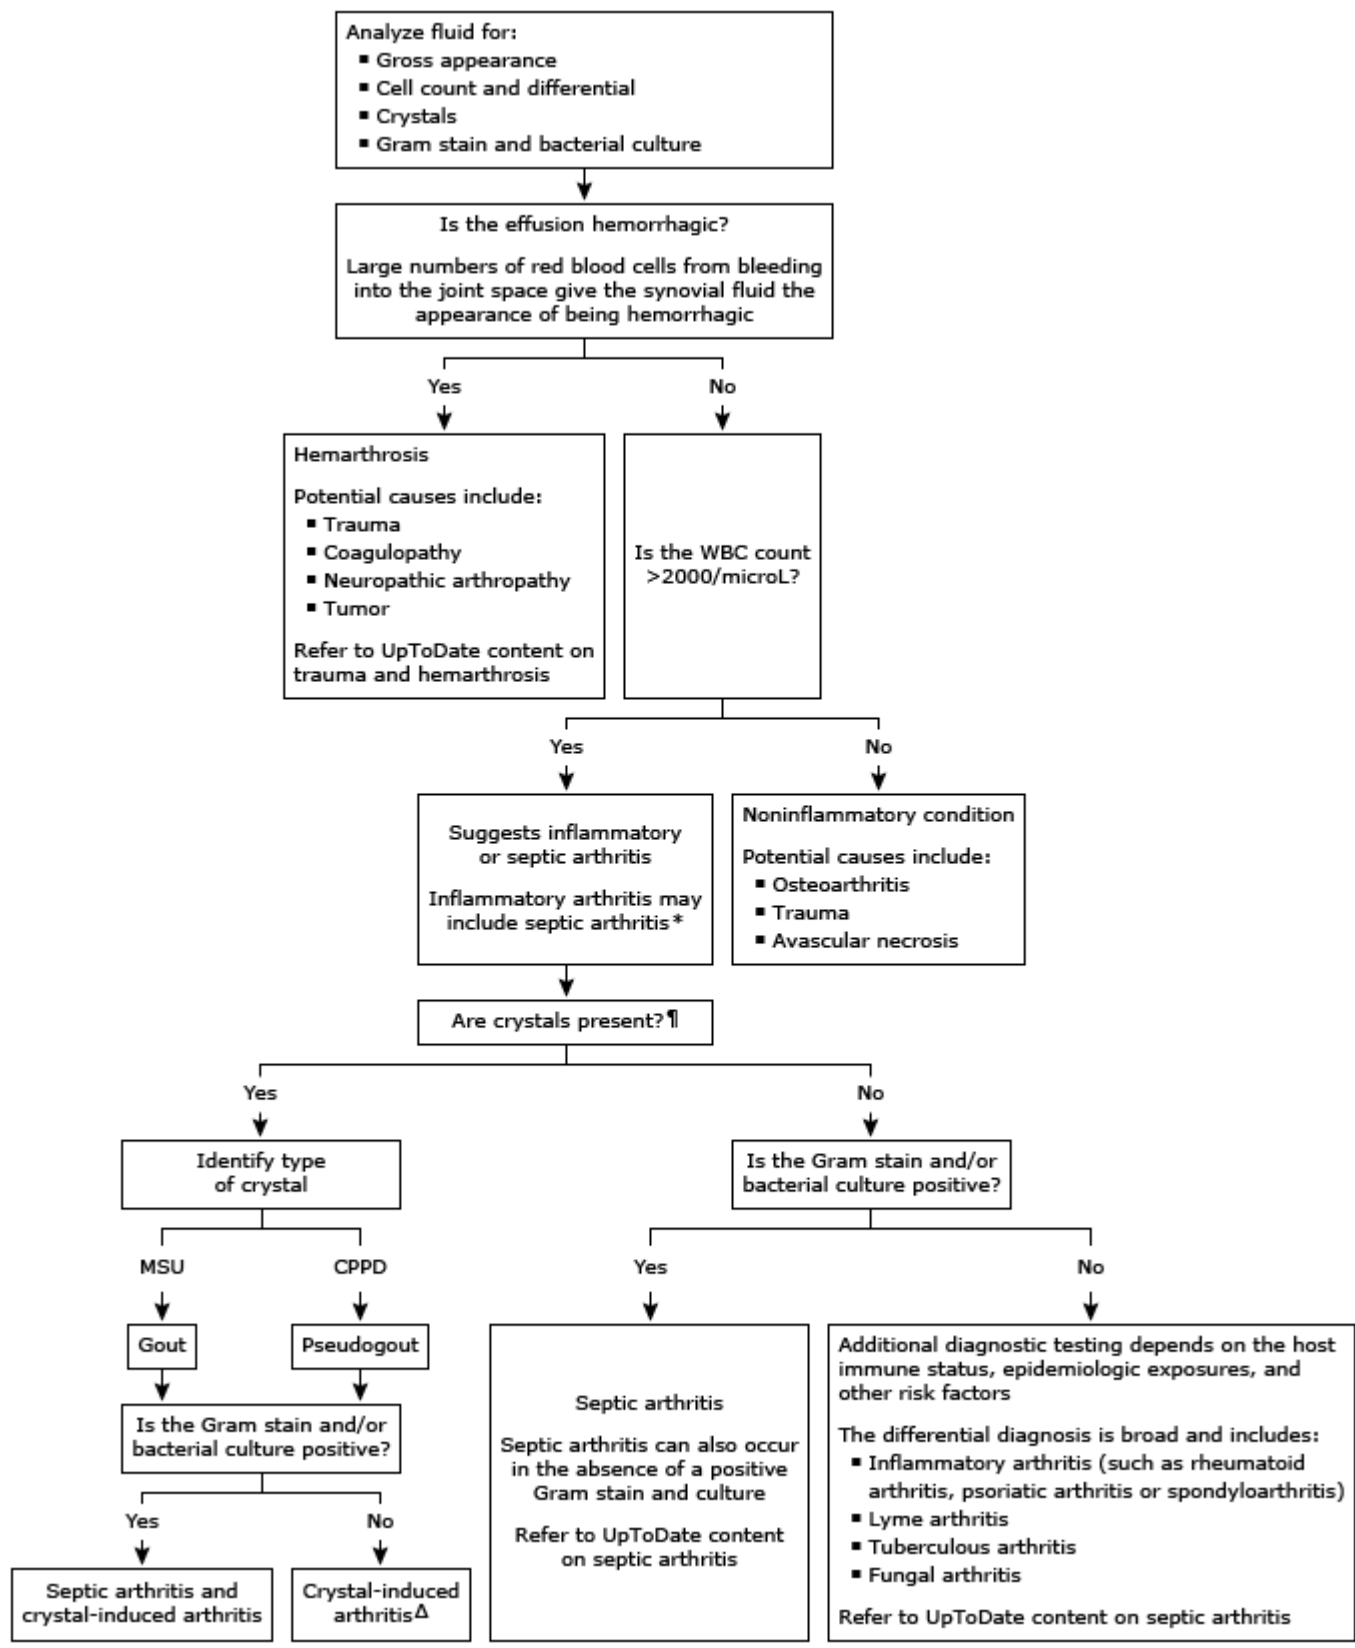 Analyze fluid for:
▪ Gross appearance
▪ Cell count and differential
▪ Crystals
▪ Gram stain and bacterial culture
Is the effusion hemorrhagic?
Large numbers of red blood cells from bleeding
into the joint space give the synovial fluid the
appearance of being hemorrhagic
Yes
No
Hemarthrosis
Potential causes include:
▪ Trauma
▪ Coagulopathy
▪ Neuropathic arthropathy
▪ Tumor
Refer to UpToDate content on
trauma and hemarthrosis
Is the WBC count
>2000/microL?
Yes
No
Suggests inflammatory
or septic arthritis
Inflammatory arthritis may
include septic arthritis*
Noninflammatory condition
Potential causes include:
▪ Osteoarthritis
▪ Trauma
▪ Avascular necrosis
Are crystals present?¶
Yes
No
Identify type
of crystal
Is the Gram stain and/or
bacterial culture positive?
MSU
CPPD
Yes
No
Gout
Pseudogout
Is the Gram stain and/or
bacterial culture positive?
Yes
No
Septic arthritis and
crystal-induced arthritis
Crystal-induced
arthritisΔ
Septic arthritis
Septic arthritis can also occur
in the absence of a positive
Gram stain and culture
Refer to UpToDate content
on septic arthritis
Additional diagnostic testing depends on the host
immune status, epidemiologic exposures, and
other risk factors
The differential diagnosis is broad and includes:
▪ Inflammatory arthritis (such as rheumatoid
arthritis, psoriatic arthritis or spondyloarthritis)
▪ Lyme arthritis
▪ Tuberculous arthritis
▪ Fungal arthritis
Refer to UpToDate content on septic arthritis